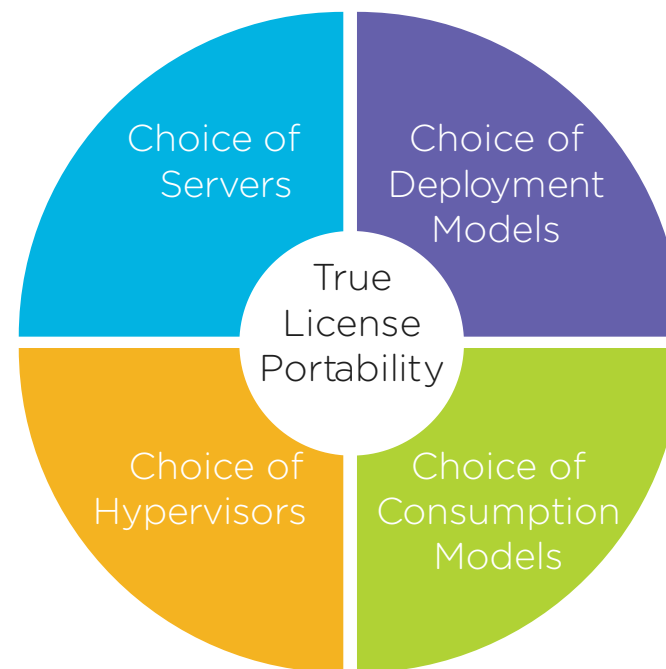 Choice of
Servers
Choice of
Deployment
Models
True
License
Portability
Choice of
Hypervisors
Choice of
Consumption
Models